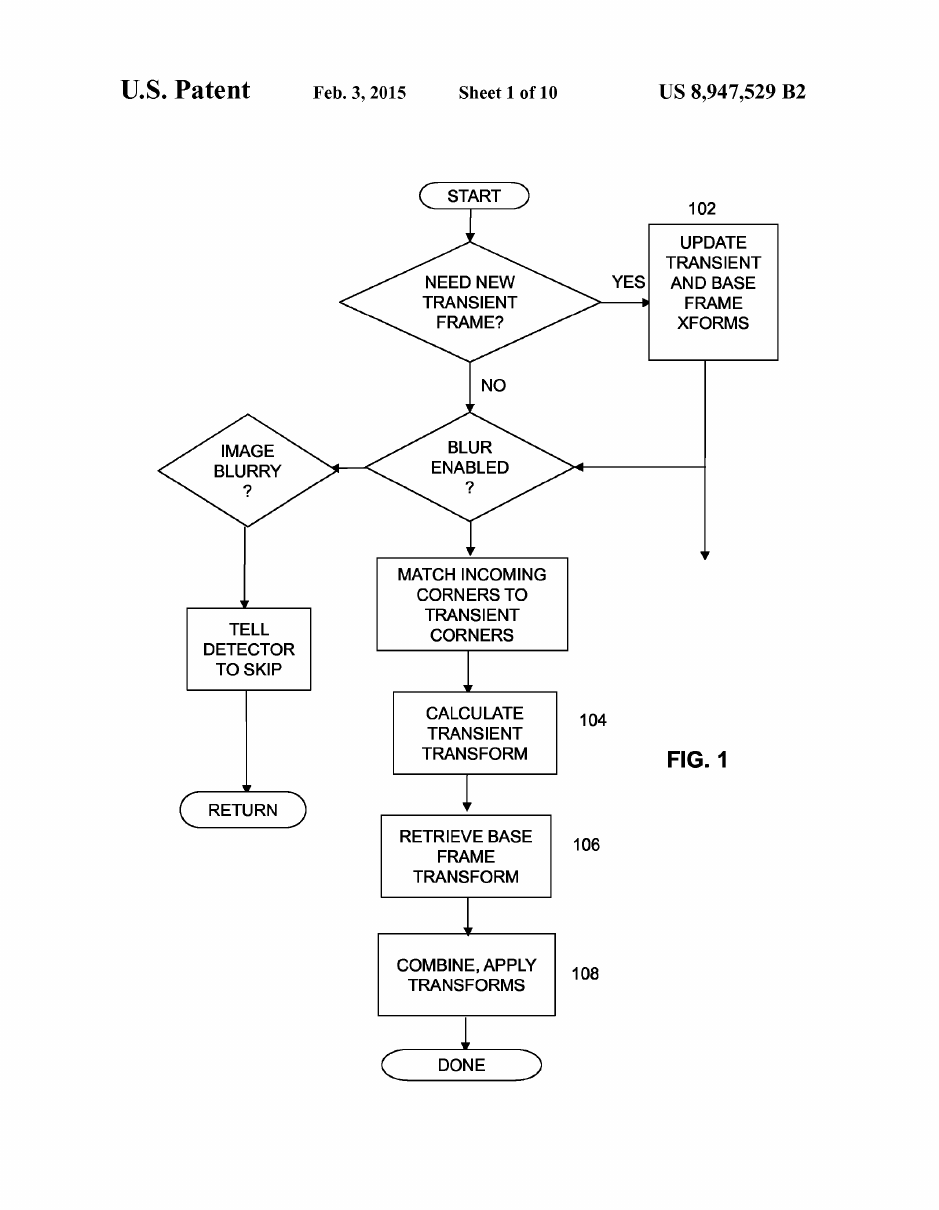 U.S. Patent Feb. 3, 2015 Sheet 1 of 10 US 8,947,529 B2
START
102
NEED NEW
TRANSIENT
FRAME?
YES
UPDATE
TRANSIENT
AND BASE
FRAME
XFORMS
NO
IMAGE
BLURRY
?
BLUR
ENABLED
?
MATCH INCOMING
CORNERS TO
TRANSIENT
CORNERS
TELL
DETECTOR
TO SKIP
CALCULATE
TRANSIENT
TRANSFORM
104
FIG. 1
RETURN
RETRIEVE BASE
FRAME
TRANSFORM
106
COMBINE, APPLY
TRANSFORMS
108
DONE